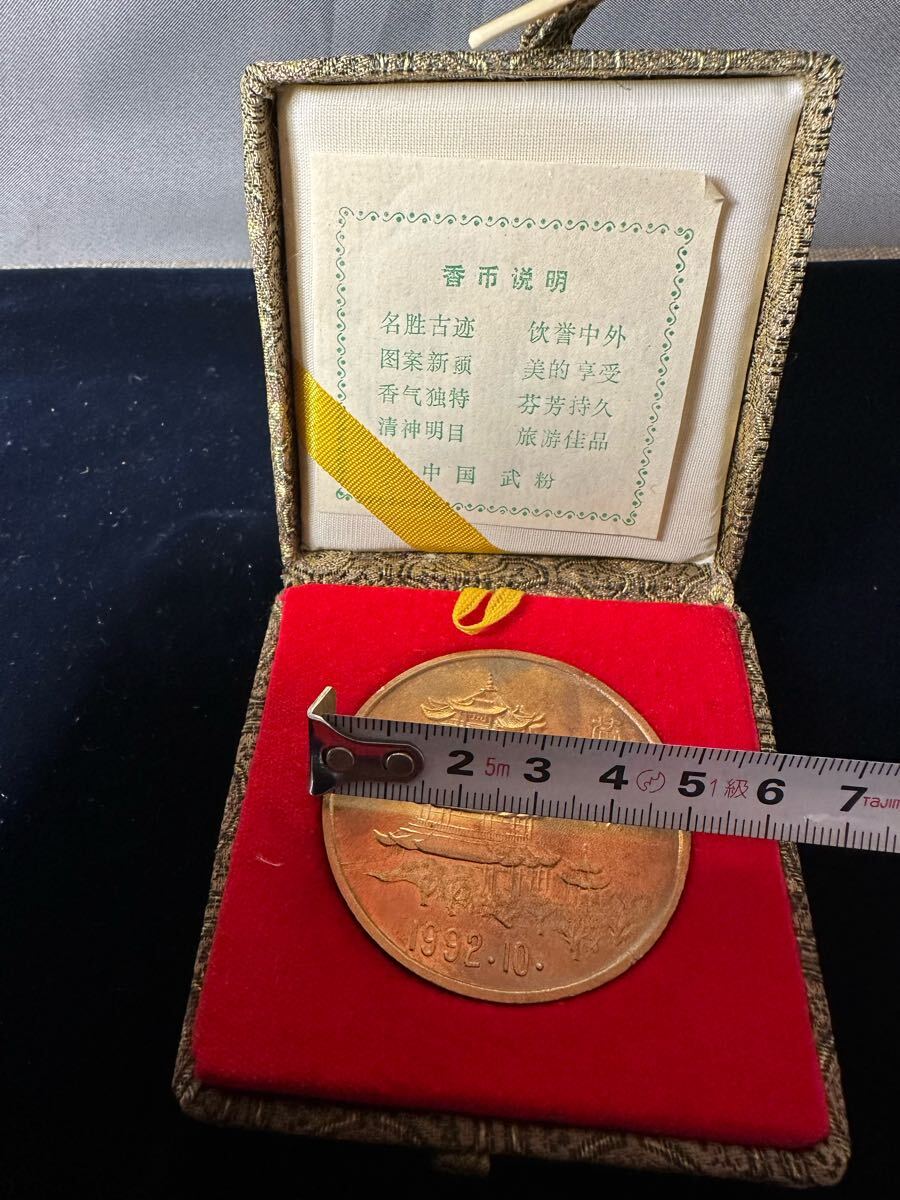 香币说明
名胜古迹 饮誉中外
图案新颍 美的享受
香气独特 芬芳持久
清神明目 旅游佳品
中国 武粉
2 5m 3 4 5 1級 6 7 TAJIM
1992·10·